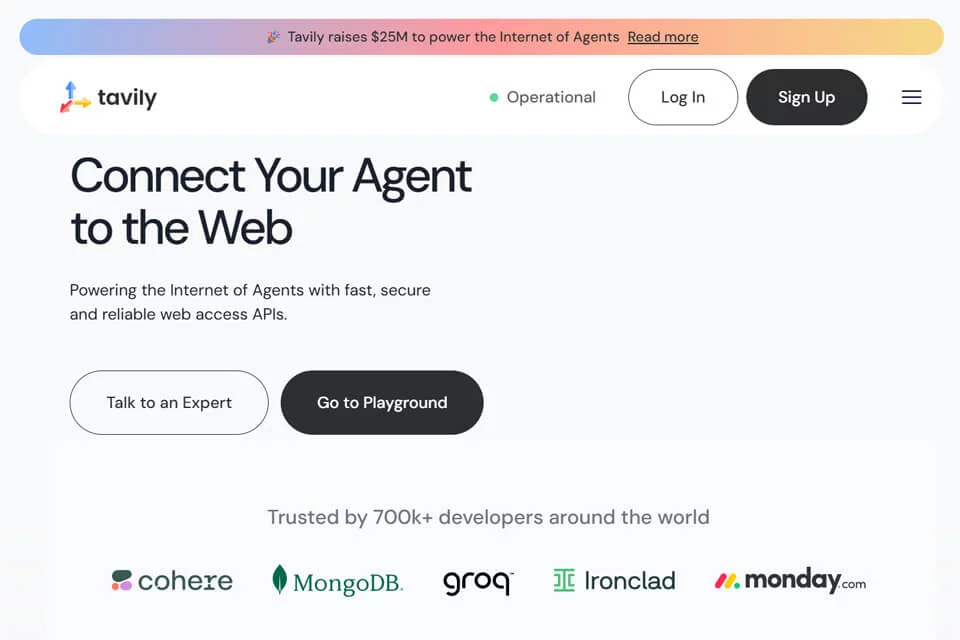 🎉 Tavily raises $25M to power the Internet of Agents Read more
tavily
Operational
Log In
Sign Up
Connect Your Agent
to the Web
Powering the Internet of Agents with fast, secure
and reliable web access APIs.
Talk to an Expert
Go to Playground
Trusted by 700k+ developers around the world
cohere
MongoDB.
groq™
Ironclad
monday.com